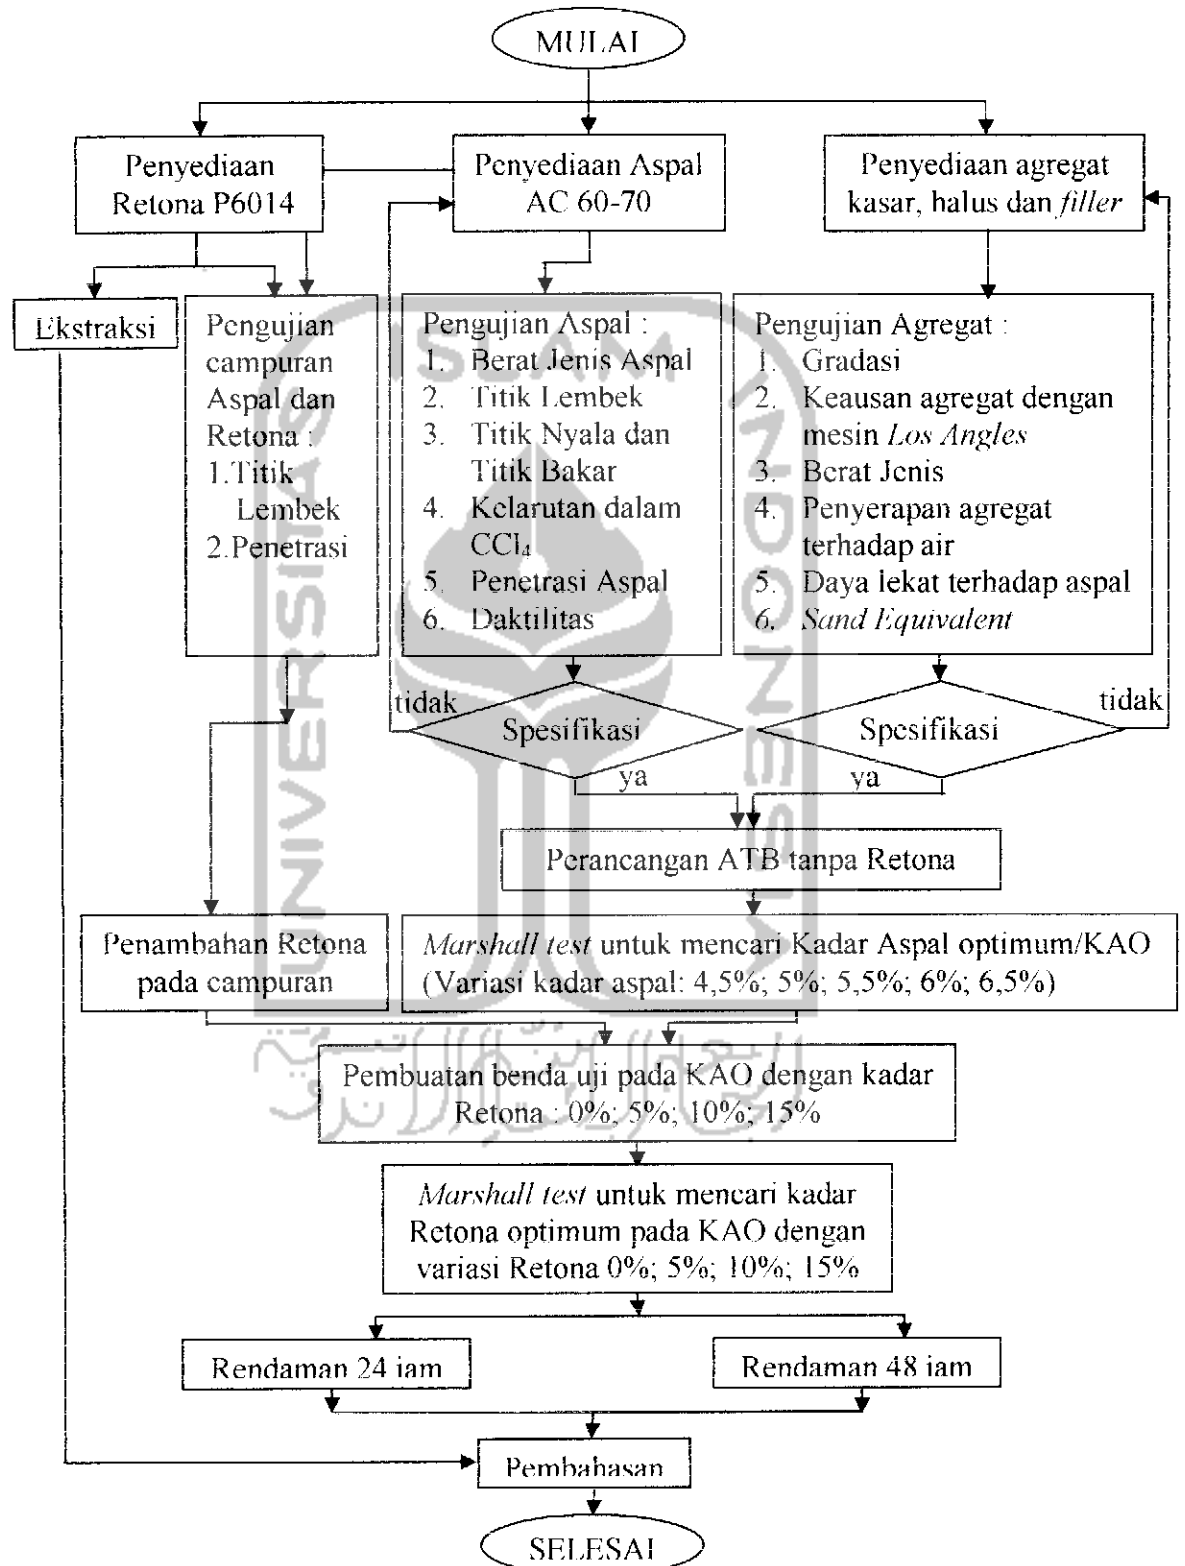 MULAI
Penyediaan
Retona P6014
Penyediaan Aspal
AC 60-70
Penyediaan agregat
kasar, halus dan filler
Ekstraksi
Pengujian
campuran
Aspal dan
Retona :
1.Titik
Lembek
2.Penetrasi
Pengujian Aspal :
1. Berat Jenis Aspal
2. Titik Lembek
3. Titik Nyala dan
Titik Bakar
4. Kelarutan dalam
CCl₄
5. Penetrasi Aspal
6. Daktilitas
Pengujian Agregat :
1. Gradasi
2. Keausan agregat dengan
mesin Los Angles
3. Berat Jenis
4. Penyerapan agregat
terhadap air
5. Daya lekat terhadap aspal
6. Sand Equivalent
tidak
Spesifikasi
ya
Spesifikasi
tidak
ya
Perancangan ATB tanpa Retona
Penambahan Retona
pada campuran
Marshall test untuk mencari Kadar Aspal optimum/KAO
(Variasi kadar aspal: 4,5%; 5%; 5,5%; 6%; 6,5%)
Pembuatan benda uji pada KAO dengan kadar
Retona : 0%; 5%; 10%; 15%
Marshall test untuk mencari kadar
Retona optimum pada KAO dengan
variasi Retona 0%; 5%; 10%; 15%
Rendaman 24 jam
Rendaman 48 jam
Pembahasan
SELESAI
UNIVERSITAS
ISLAM
INDONESIA